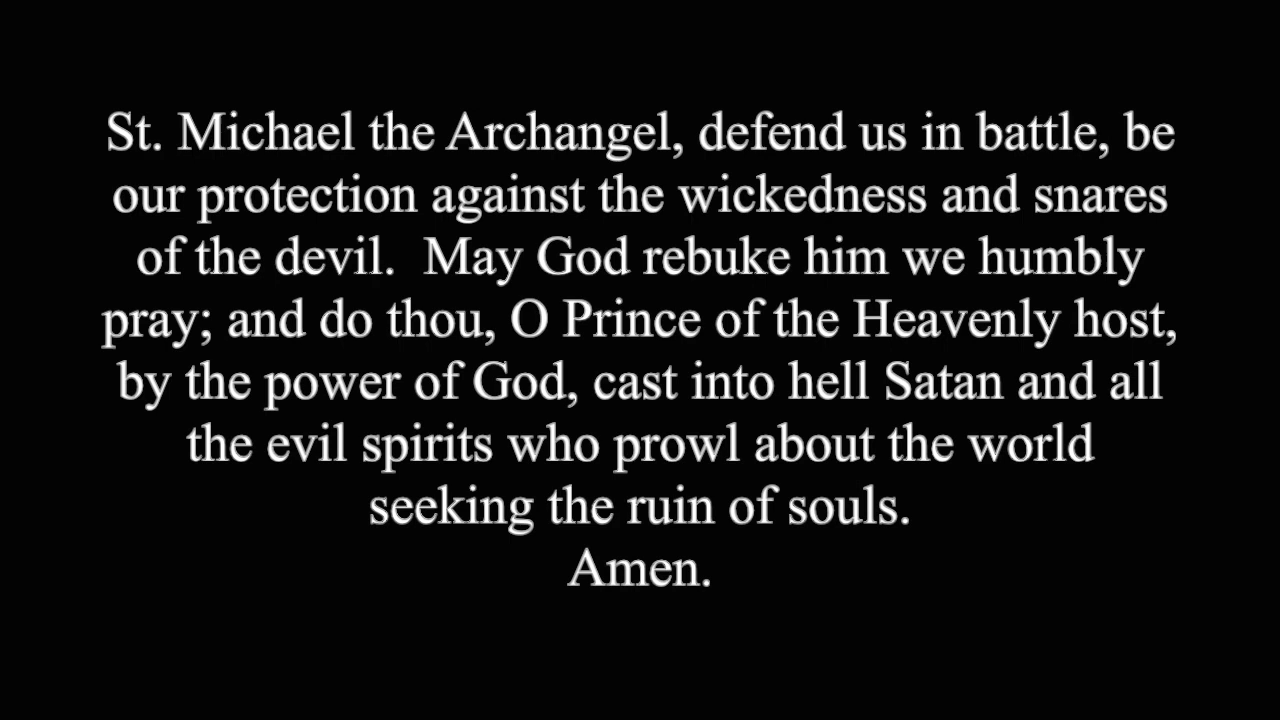 St. Michael the Archangel, defend us in battle, be
our protection against the wickedness and snares
of the devil.  May God rebuke him we humbly
pray; and do thou, O Prince of the Heavenly host,
by the power of God, cast into hell Satan and all
the evil spirits who prowl about the world
seeking the ruin of souls.
Amen.